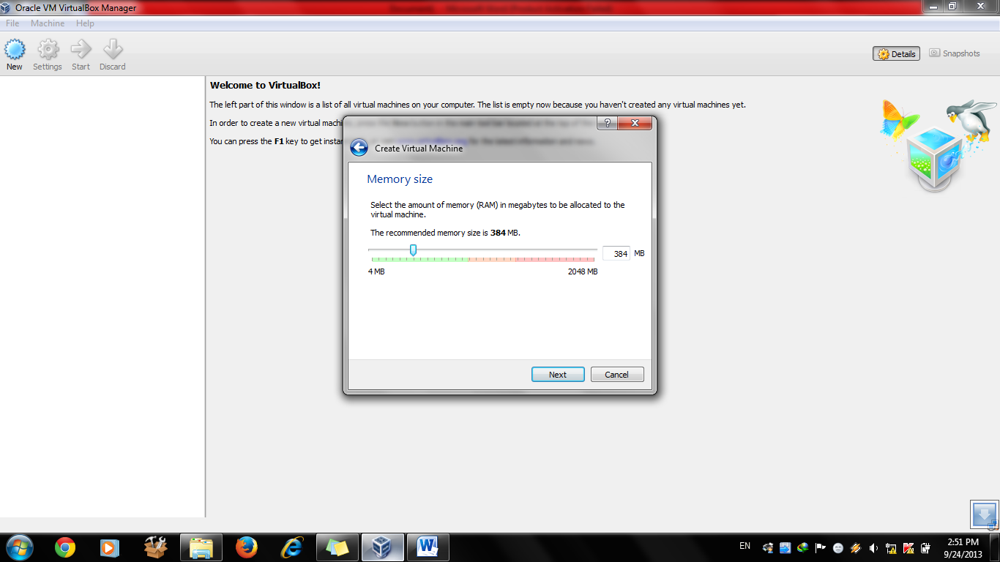 Oracle VM VirtualBox Manager
File Machine Help
New Settings Start Discard
Details Snapshots
Welcome to VirtualBox!
The left part of this window is a list of all virtual machines on your computer. The list is empty now because you haven't created any virtual machines yet.
In order to create a new virtual machin
You can press the F1 key to get instan
?
Create Virtual Machine
Memory size
Select the amount of memory (RAM) in megabytes to be allocated to the
virtual machine.
The recommended memory size is 384 MB.
384 MB
4 MB 2048 MB
Next Cancel
EN
2:51 PM
9/24/2013